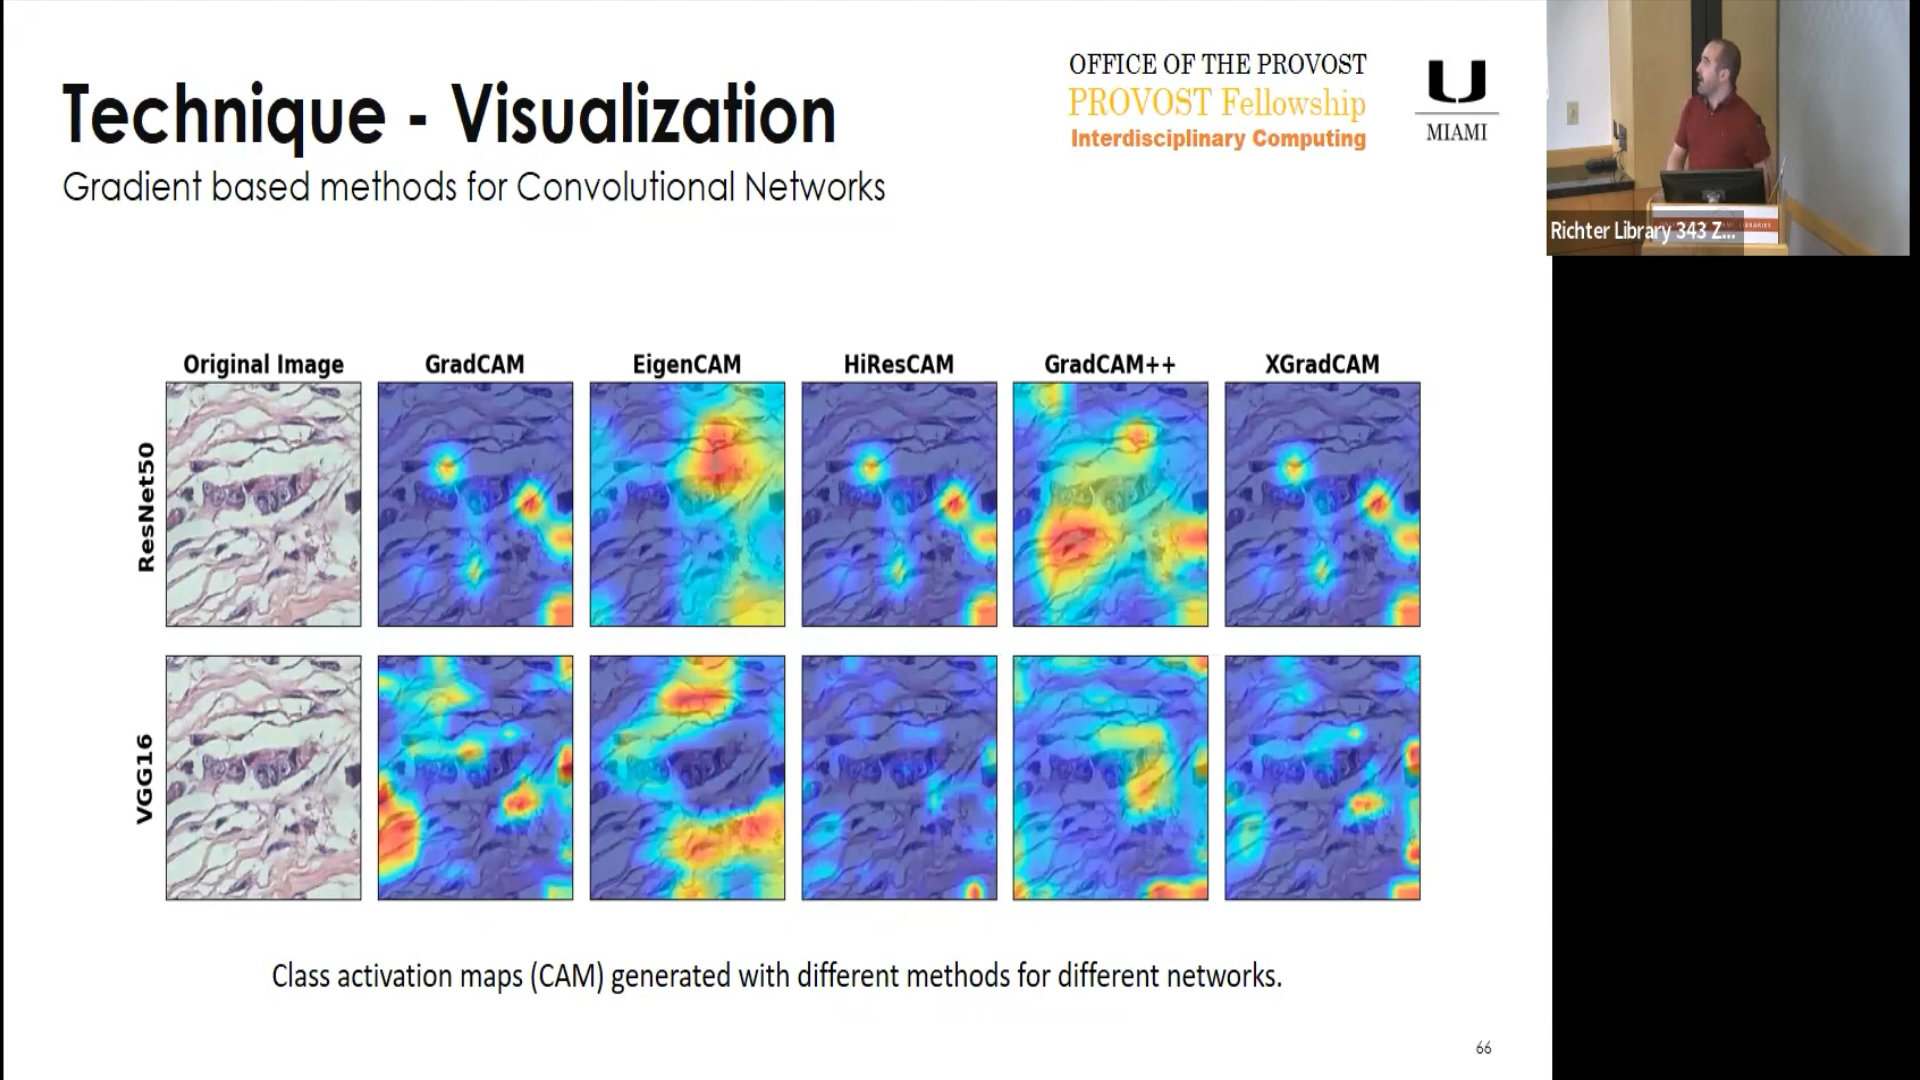 Technique - Visualization
Gradient based methods for Convolutional Networks
OFFICE OF THE PROVOST
PROVOST Fellowship
Interdisciplinary Computing
U
MIAMI
Richter Library 343 Z...
Original Image GradCAM EigenCAM HiResCAM GradCAM++ XGradCAM
ResNet50
VGG16
Class activation maps (CAM) generated with different methods for different networks.
66